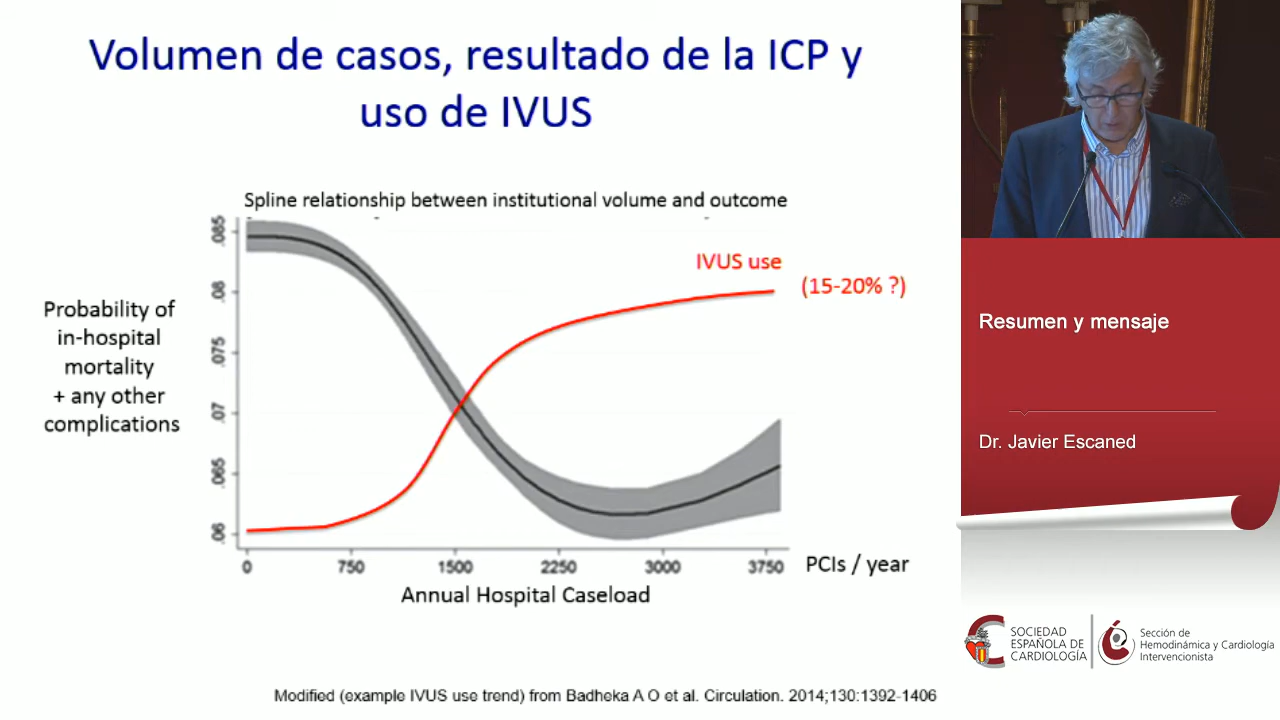 Volumen de casos, resultado de la ICP y
uso de IVUS
Spline relationship between institutional volume and outcome
IVUS use
(15-20% ?)
Probability of
in-hospital
mortality
+ any other
complications
.085
.08
.075
.07
.065
.06
0
750
1500
2250
3000
3750
PCIs / year
Annual Hospital Caseload
Modified (example IVUS use trend) from Badheka A O et al. Circulation. 2014;130:1392-1406
Resumen y mensaje
Dr. Javier Escaned
SOCIEDAD
ESPAÑOLA DE
CARDIOLOGÍA
Sección de
Hemodinámica y Cardiología
Intervencionista